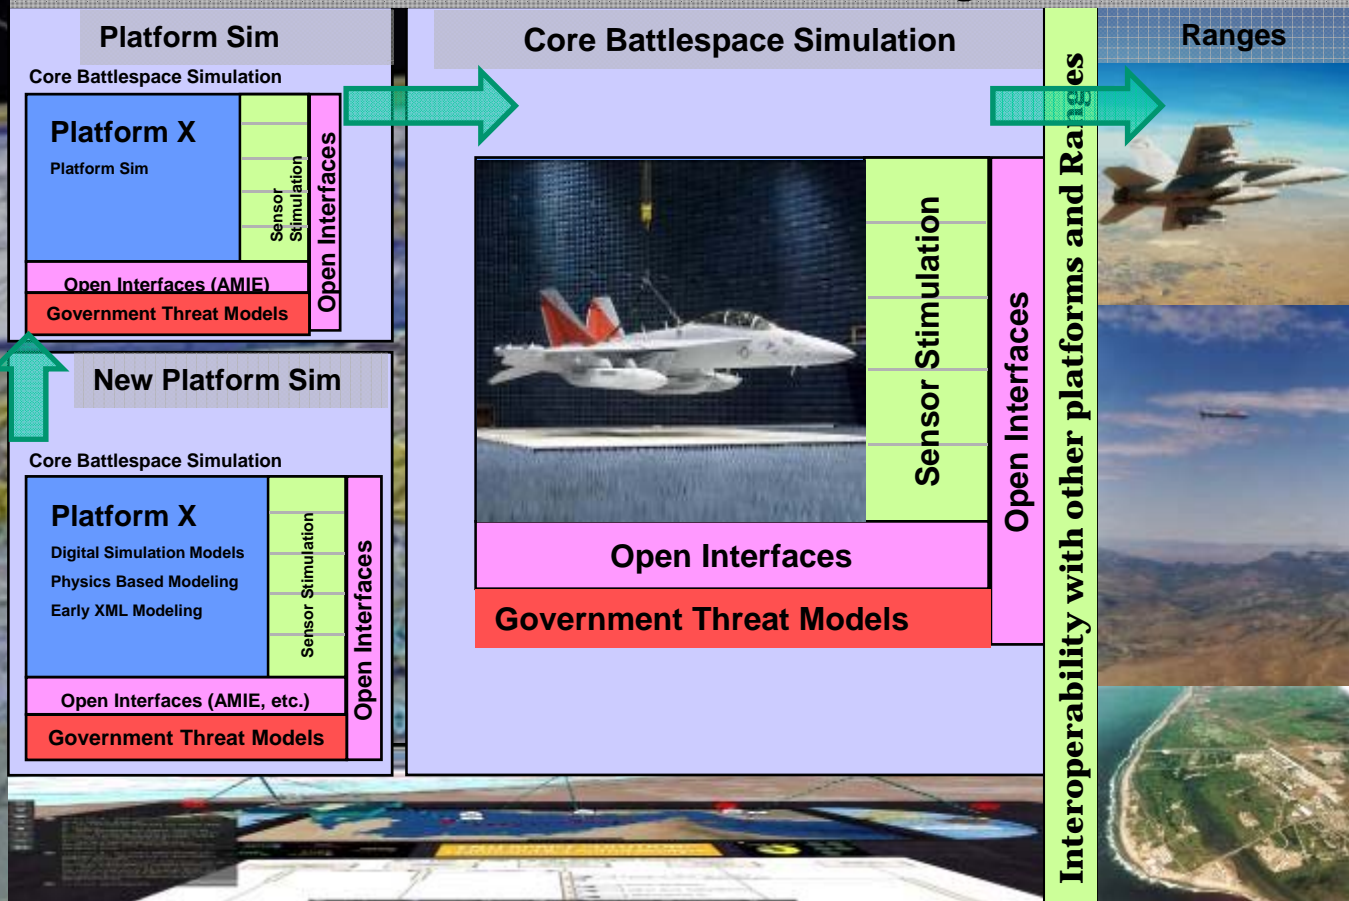 Platform Sim
Core Battlespace Simulation
Platform X
Platform Sim
Sensor
Stimulation
Open Interfaces
Open Interfaces (AMIE)
Government Threat Models
New Platform Sim
Core Battlespace Simulation
Platform X
Digital Simulation Models
Physics Based Modeling
Early XML Modeling
Sensor Stimulation
Open Interfaces
Open Interfaces (AMIE, etc.)
Government Threat Models
Core Battlespace Simulation
Sensor Stimulation
Open Interfaces
Open Interfaces
Government Threat Models
Interoperability with other platforms and Ranges
Ranges